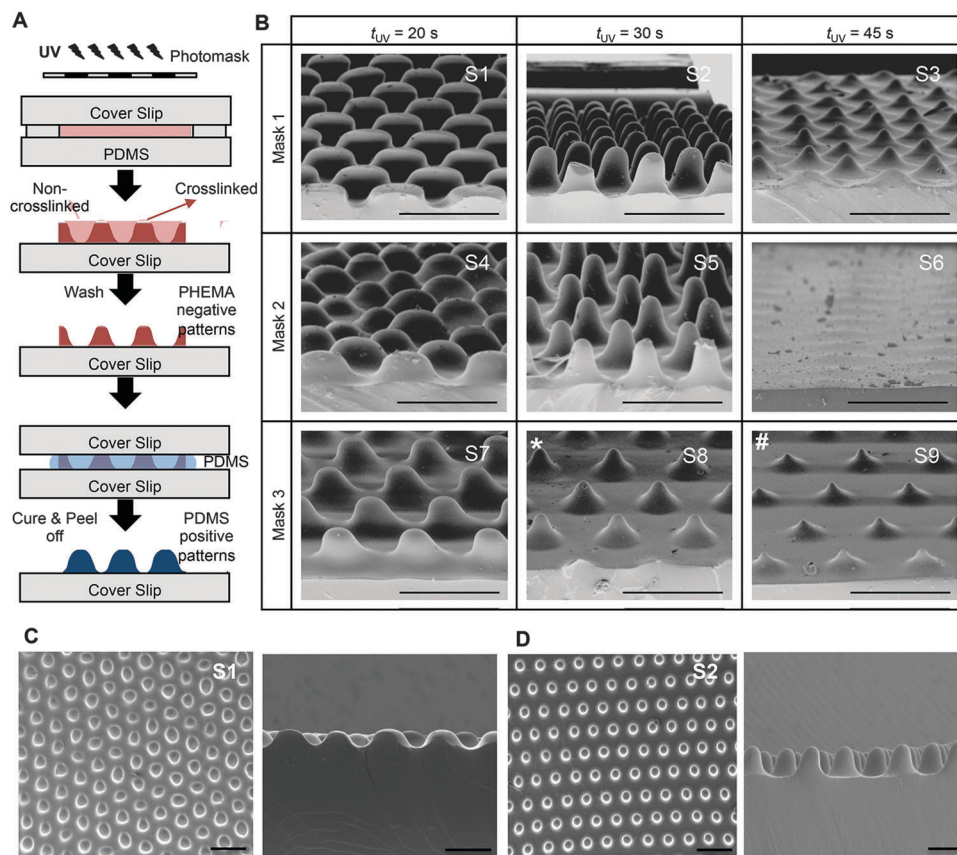 A
UV
Photomask
Cover Slip
PDMS
Non-
crosslinked
Crosslinked
Cover Slip
Wash
PHEMA
negative
patterns
Cover Slip
Cover Slip
PDMS
Cover Slip
Cure & Peel
off
PDMS
positive
patterns
Cover Slip
B
tUV = 20 s
tUV = 30 s
tUV = 45 s
Mask 1
S1
S2
S3
Mask 2
S4
S5
S6
Mask 3
S7
*
S8
#
S9
C
S1
D
S2